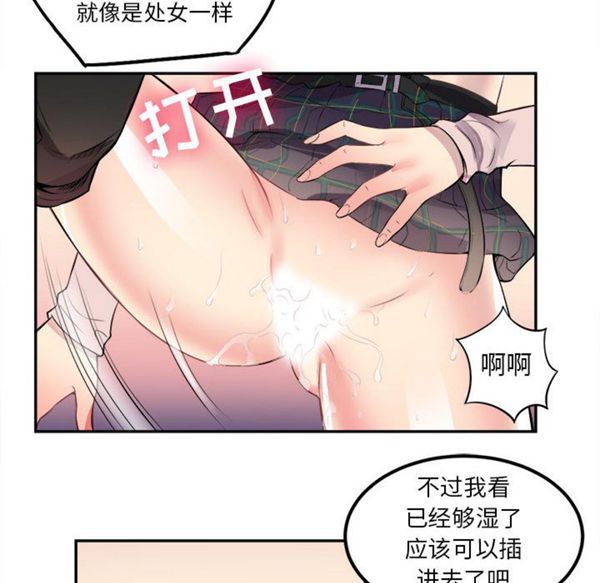 就像是处女一样
打开
啊啊
不过我看
已经够湿了
应该可以插
进去了吧